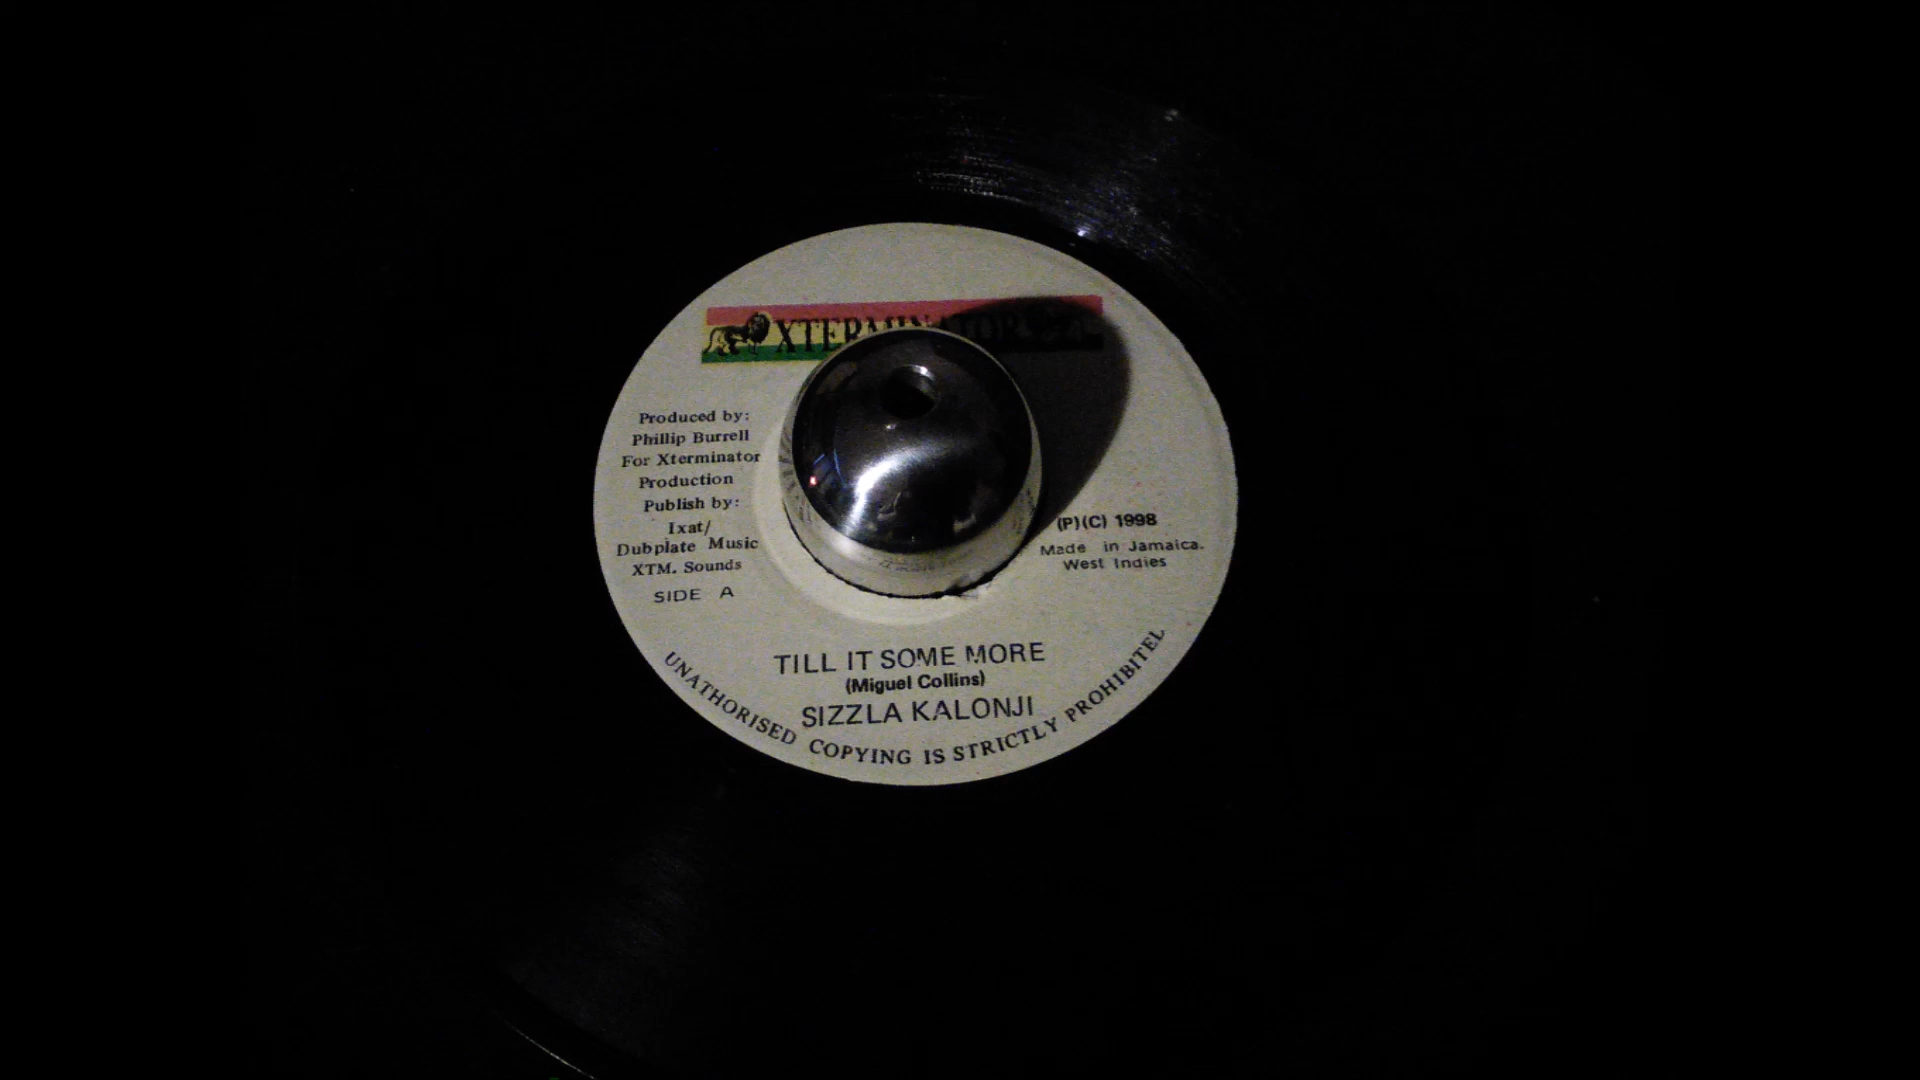 XTERMINATOR
Produced by:
Phillip Burrell
For Xterminator
Production
Publish by:
Ixat/
Dubplate Music
XTM. Sounds
SIDE A
(P)(C) 1998
Made in Jamaica.
West Indies
TILL IT SOME MORE
(Miguel Collins)
SIZZLA KALONJI
UNATHORISED COPYING IS STRICTLY PROHIBITEL